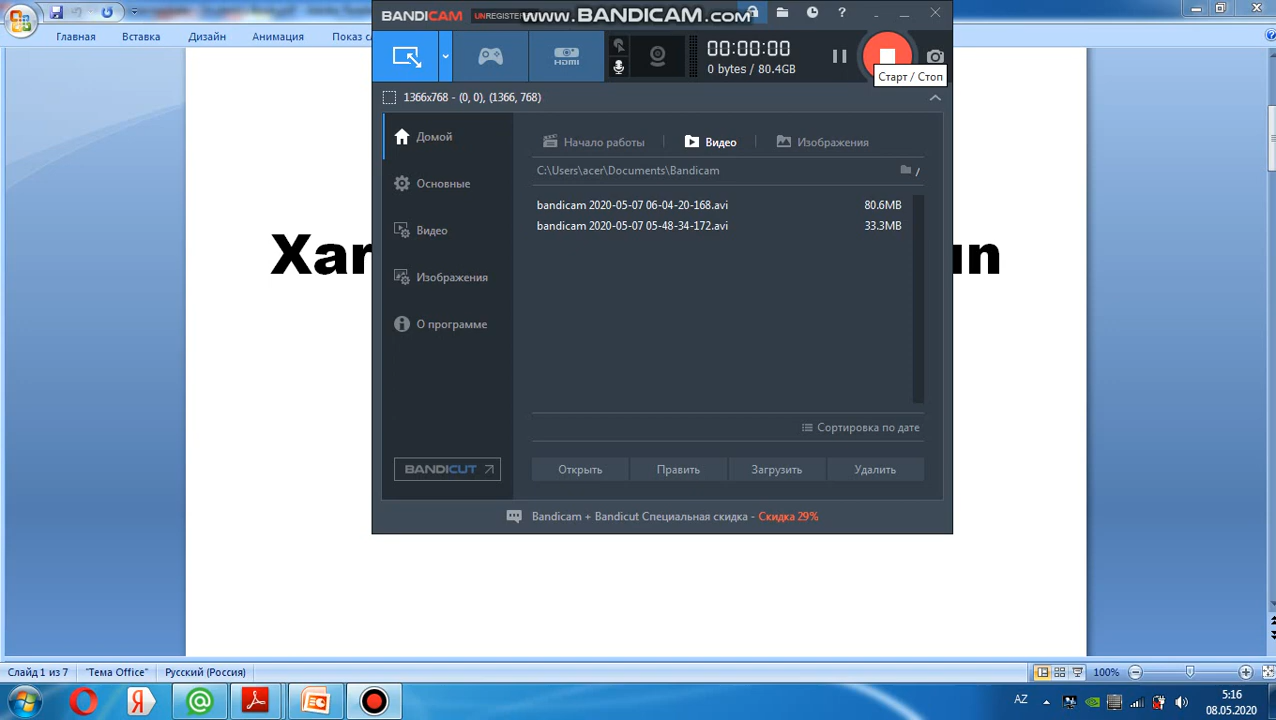 BANDICAM UNREGISTER www.BANDICAM.com
Главная Вставка Дизайн Анимация Показ
HDMI
00:00:00
0 bytes / 80.4GB
Старт / Стоп
1366x768 - (0, 0), (1366, 768)
Домой
Основные
Видео
Изображения
О программе
BANDICUT
Начало работы Видео Изображения
C:\Users\acer\Documents\Bandicam
bandicam 2020-05-07 06-04-20-168.avi 80.6MB
bandicam 2020-05-07 05-48-34-172.avi 33.3MB
Сортировка по дате
Открыть Править Загрузить Удалить
Bandicam + Bandicut Специальная скидка - Скидка 29%
Слайд 1 из 7 "Тема Office" Русский (Россия) 100%
AZ 5:16
08.05.2020